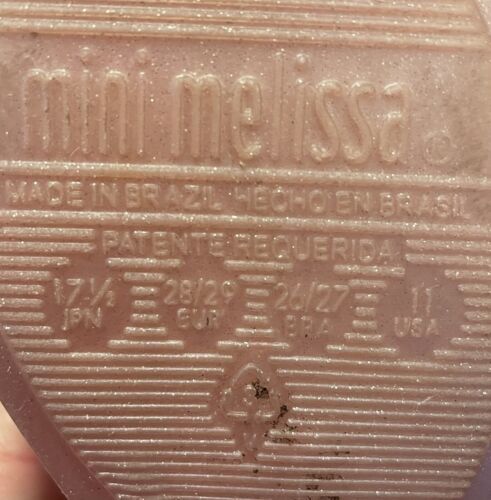 mini melissa ©
MADE IN BRAZIL HECHO EN BRASIL
PATENTE REQUERIDA
17-½ 28/29 26/27 11
JPN EUR BRA USA